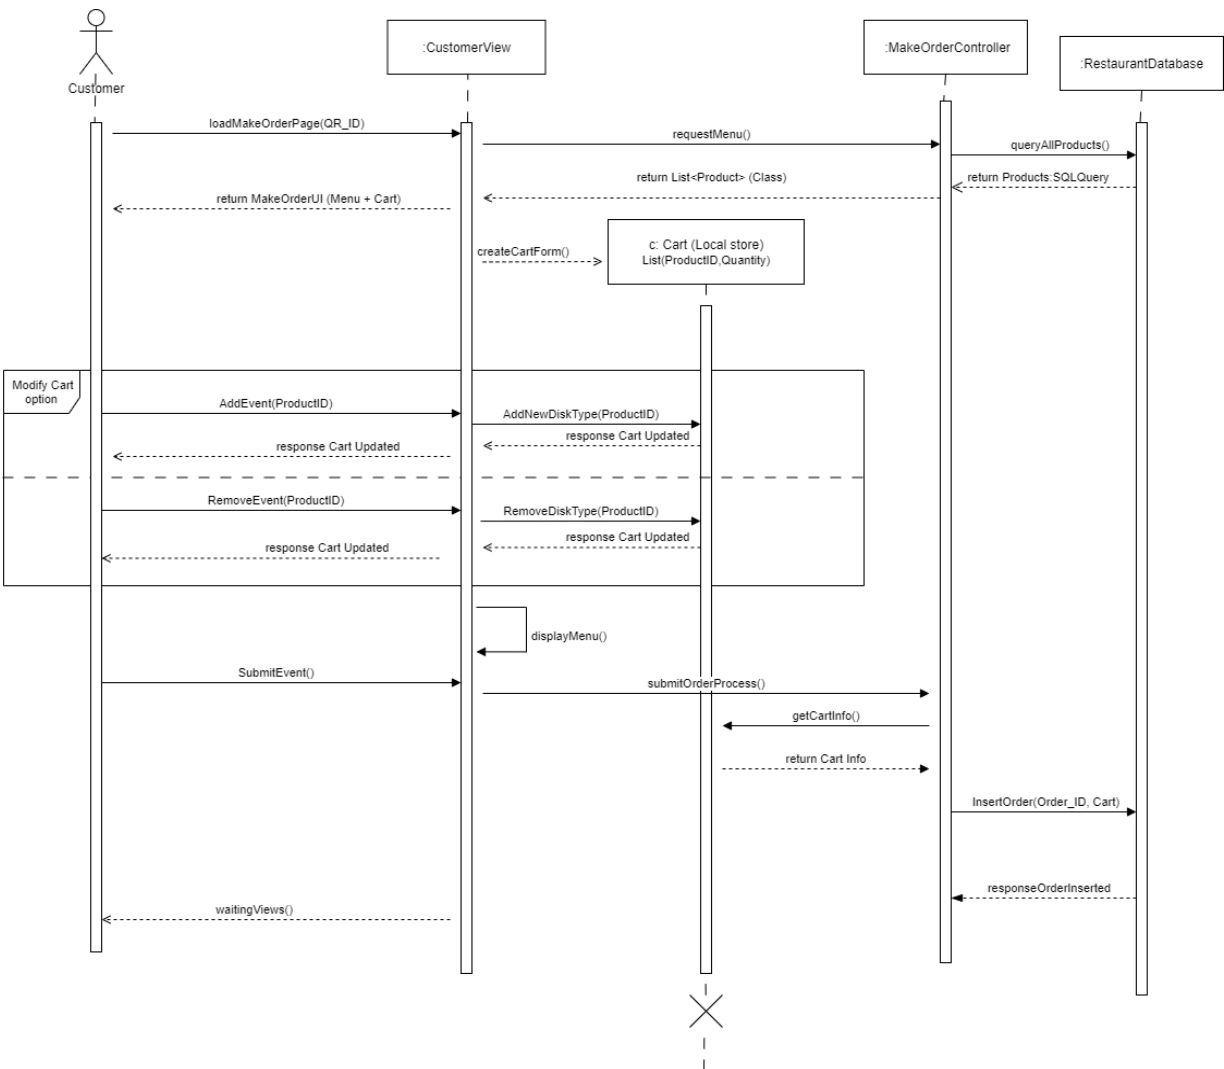 :CustomerView
:MakeOrderController
:RestaurantDatabase
Customer
loadMakeOrderPage(QR_ID)
requestMenu()
queryAllProducts()
return List<Product> (Class)
return Products:SQLQuery
return MakeOrderUI (Menu + Cart)
createCartForm()
c: Cart (Local store)
List(ProductID,Quantity)
Modify Cart
option
AddEvent(ProductID)
AddNewDiskType(ProductID)
response Cart Updated
response Cart Updated
RemoveEvent(ProductID)
RemoveDiskType(ProductID)
response Cart Updated
response Cart Updated
displayMenu()
SubmitEvent()
submitOrderProcess()
getCartInfo()
return Cart Info
InsertOrder(Order_ID, Cart)
responseOrderInserted
waitingViews()